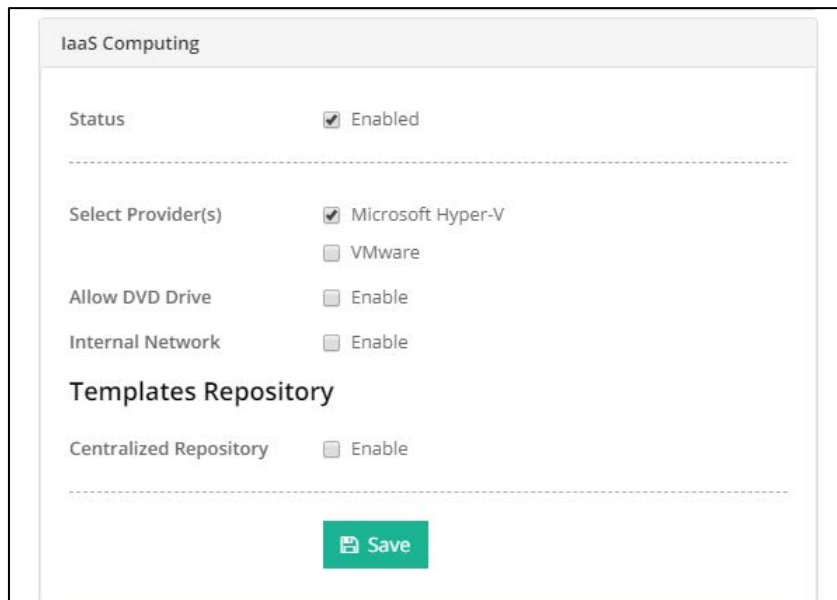 IaaS Computing
Status Enabled
Select Provider(s) Microsoft Hyper-V
VMware
Allow DVD Drive Enable
Internal Network Enable
Templates Repository
Centralized Repository Enable
Save